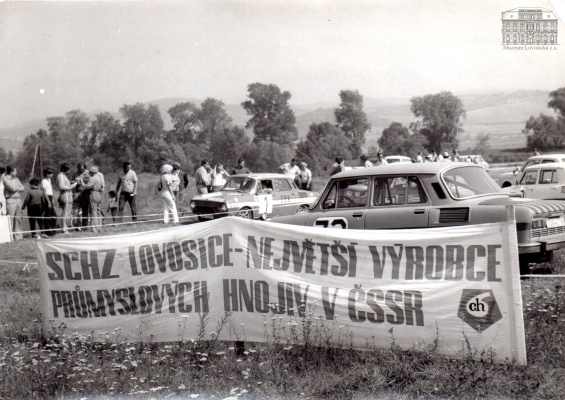 Muzeum Lovosicka z.s.
SCHZ LOVOSICE - NEJVĚTŠÍ VÝROBCE
PRŮMYSLOVÝCH HNOJIV V ČSSR
ch